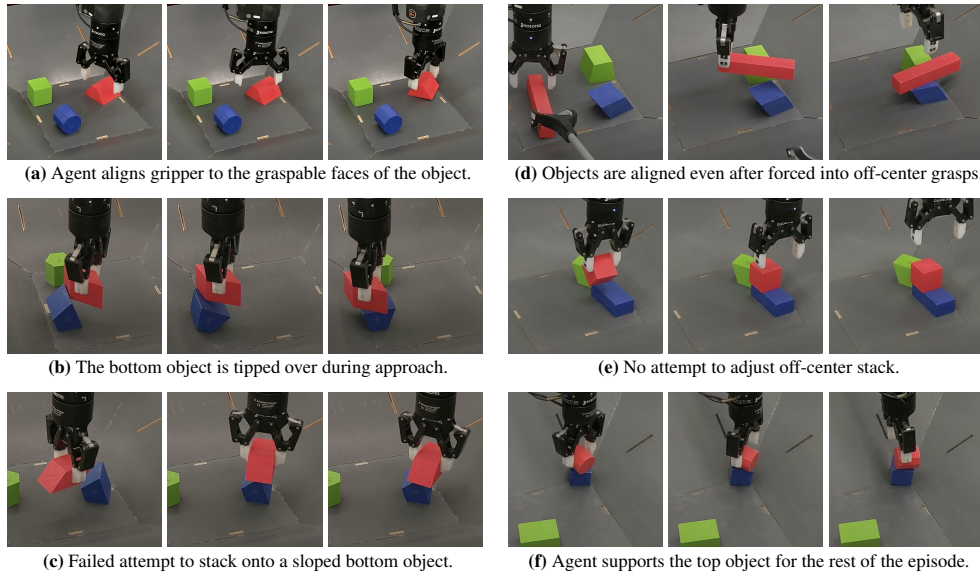 (a) Agent aligns gripper to the graspable faces of the object.
(d) Objects are aligned even after forced into off-center grasps
(b) The bottom object is tipped over during approach.
(e) No attempt to adjust off-center stack.
(c) Failed attempt to stack onto a sloped bottom object.
(f) Agent supports the top object for the rest of the episode.